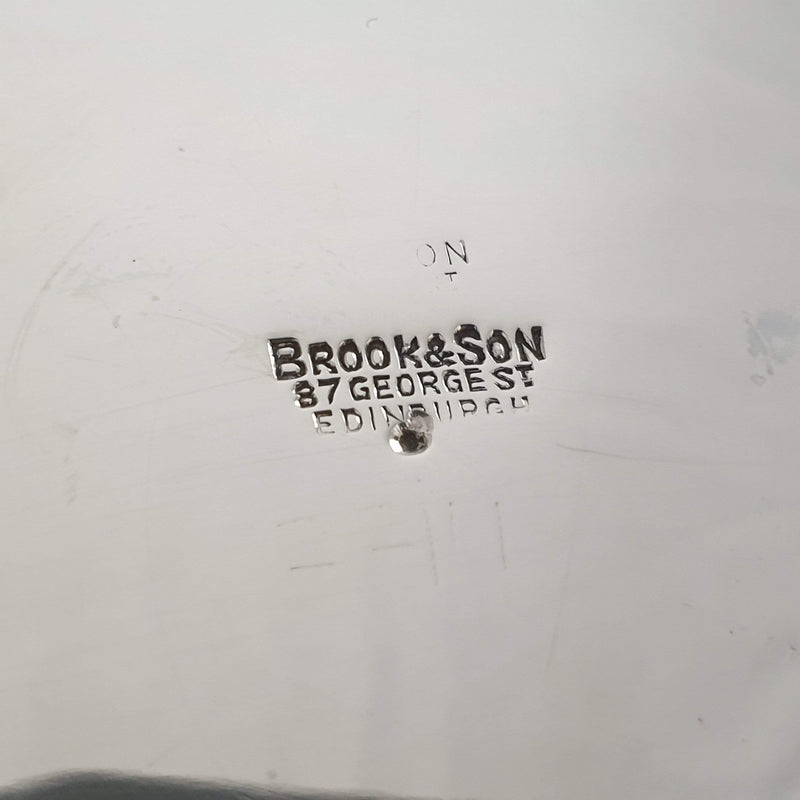 ON
T
BROOK & SON
87 GEORGE ST
EDINBURGH